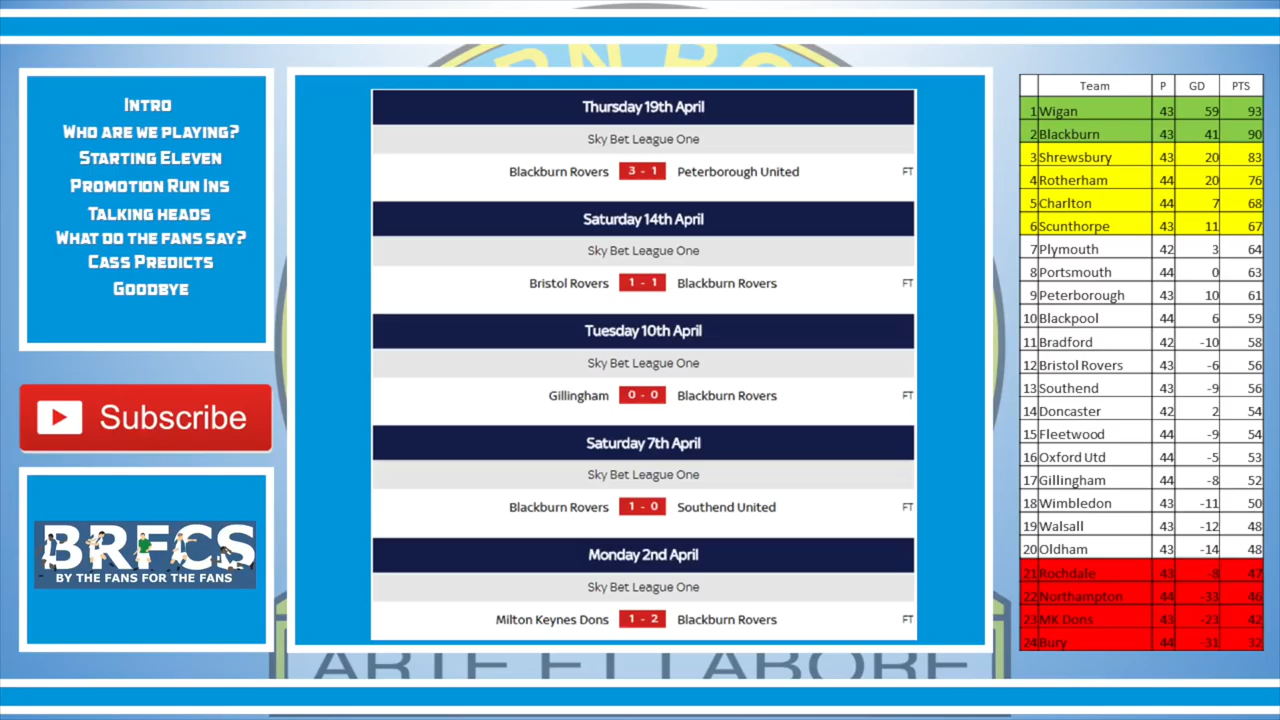 RN RO
INTRO
WHO ARE WE PLAYING?
STARTING ELEVEN
PROMOTION RUN INS
TALKING HEADS
WHAT DO THE FANS SAY?
CASS PREDICTS
GOODBYE
Subscribe
BRFCS
BY THE FANS FOR THE FANS
Thursday 19th April
Sky Bet League One
Blackburn Rovers 3 - 1 Peterborough United FT
Saturday 14th April
Sky Bet League One
Bristol Rovers 1 - 1 Blackburn Rovers FT
Tuesday 10th April
Sky Bet League One
Gillingham 0 - 0 Blackburn Rovers FT
Saturday 7th April
Sky Bet League One
Blackburn Rovers 1 - 0 Southend United FT
Monday 2nd April
Sky Bet League One
Milton Keynes Dons 1 - 2 Blackburn Rovers FT
Team P GD PTS
1 Wigan 43 59 93
2 Blackburn 43 41 90
3 Shrewsbury 43 20 83
4 Rotherham 44 20 76
5 Charlton 44 7 68
6 Scunthorpe 43 11 67
7 Plymouth 42 3 64
8 Portsmouth 44 0 63
9 Peterborough 43 10 61
10 Blackpool 44 6 59
11 Bradford 42 -10 58
12 Bristol Rovers 43 -6 56
13 Southend 43 -9 56
14 Doncaster 42 2 54
15 Fleetwood 44 -9 54
16 Oxford Utd 44 -5 53
17 Gillingham 44 -8 52
18 Wimbledon 43 -11 50
19 Walsall 43 -12 48
20 Oldham 43 -14 48
21 Rochdale 43 -8 47
22 Northampton 44 -33 46
23 MK Dons 43 -23 42
24 Bury 44 -31 32
ARTE ET LABORE